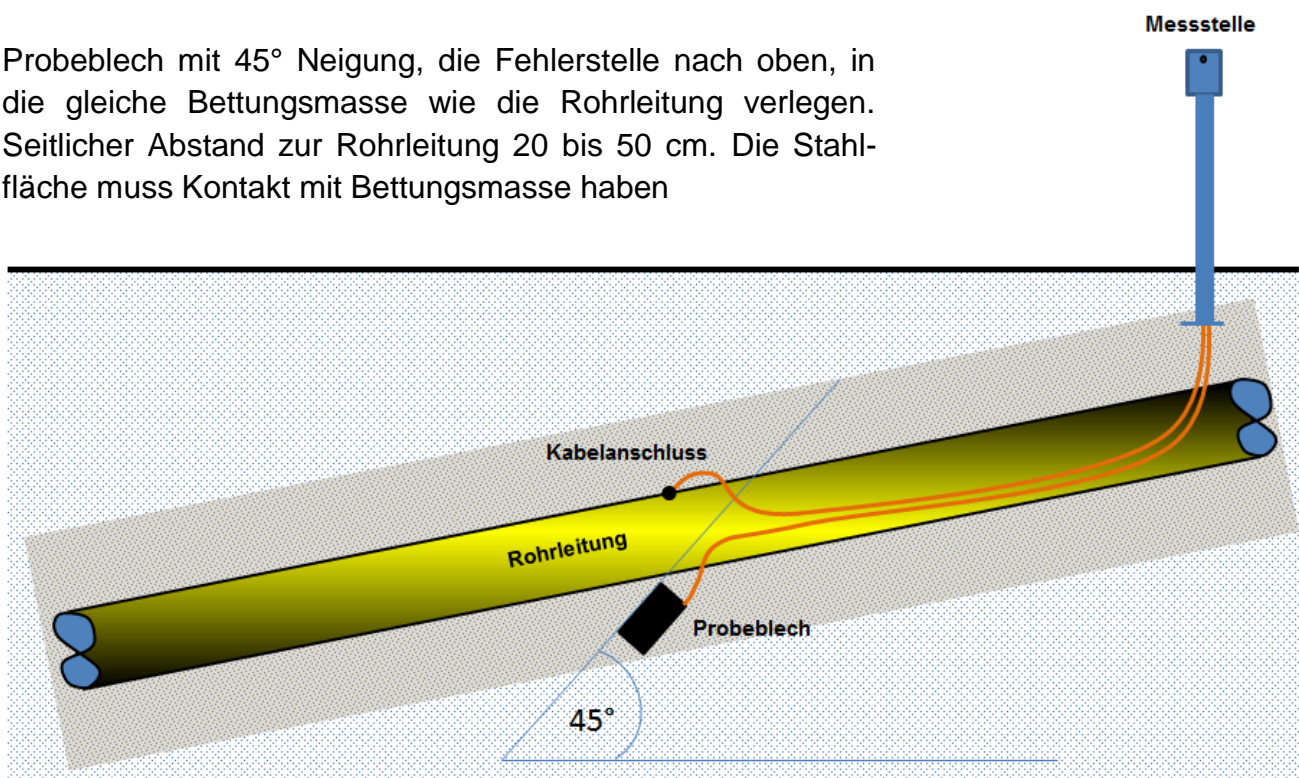 Messstelle
Probeblech mit 45° Neigung, die Fehlerstelle nach oben, in
die gleiche Bettungsmasse wie die Rohrleitung verlegen.
Seitlicher Abstand zur Rohrleitung 20 bis 50 cm. Die Stahl-
fläche muss Kontakt mit Bettungsmasse haben
Kabelanschluss
Rohrleitung
Probeblech
45°